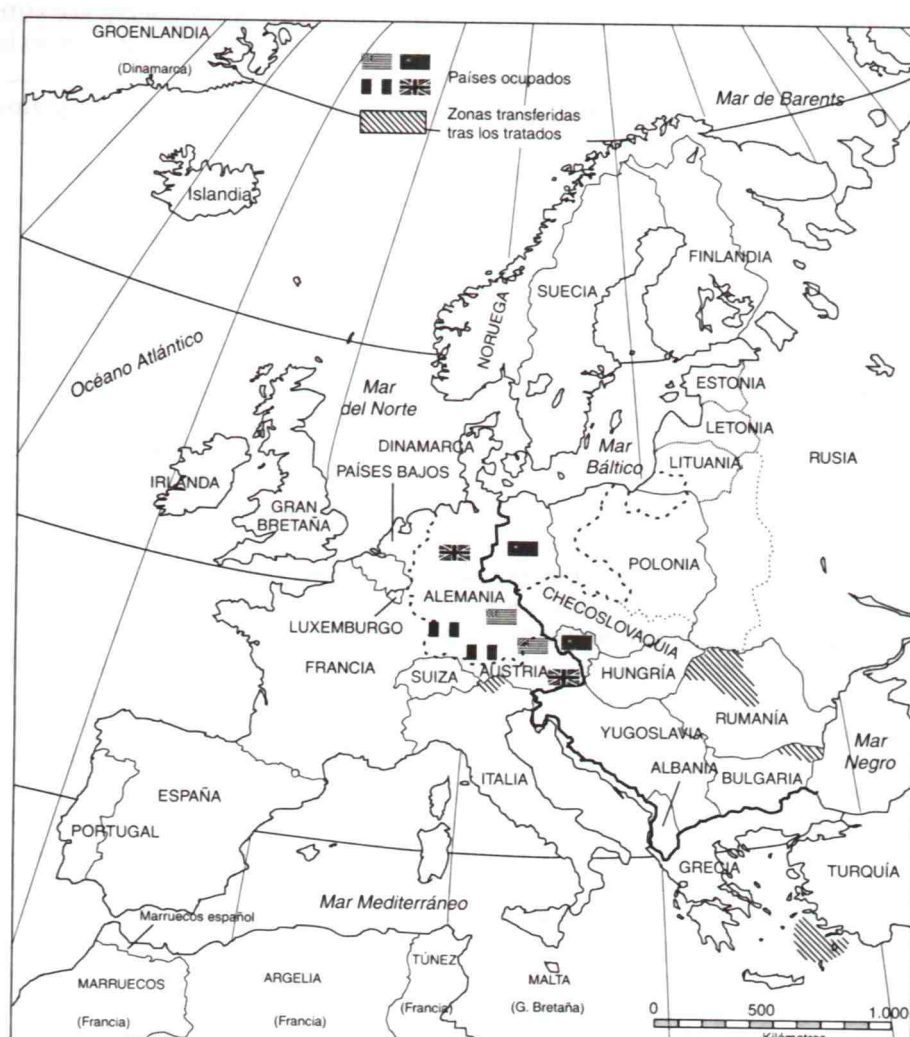 GROENLANDIA
(Dinamarca)
Países ocupados
Zonas transferidas
tras los tratados
Mar de Barents
Islandia
Océano Atlántico
NORUEGA
SUECIA
FINLANDIA
ESTONIA
LETONIA
LITUANIA
RUSIA
Mar
del Norte
Mar
Báltico
DINAMARCA
PAÍSES BAJOS
IRLANDA
GRAN
BRETAÑA
POLONIA
ALEMANIA
CHECOSLOVAQUIA
LUXEMBURGO
FRANCIA
SUIZA
AUSTRIA
HUNGRÍA
RUMANÍA
YUGOSLAVIA
Mar
Negro
ITALIA
ALBANIA
BULGARIA
ESPAÑA
PORTUGAL
GRECIA
TURQUÍA
Mar Mediterráneo
Marruecos español
MARRUECOS
(Francia)
ARGELIA
(Francia)
TÚNEZ
(Francia)
MALTA
(G. Bretaña)
0 500 1.000
Kilómetros